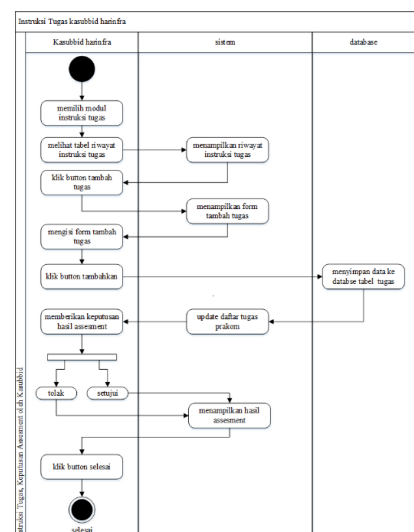 Instruksi Tugas kasubbid harinfra
Kasubbid harinfra
sistem
database
memilih modul
instruksi tugas
melihat tabel riwayat
instruksi tugas
menampilkan riwayat
instruksi tugas
klik button tambah
tugas
menampilkan form
tambah tugas
mengisi form tambah
tugas
klik button tambahkan
menyimpan data ke
databse tabel tugas
update daftar tugas
prakom
memberikan keputusan
hasil assesment
tolak
setujui
menampilkan hasil
assesment
klik button selesai
selesai
Tugas, Keputusan Assesment oleh Kasubbid